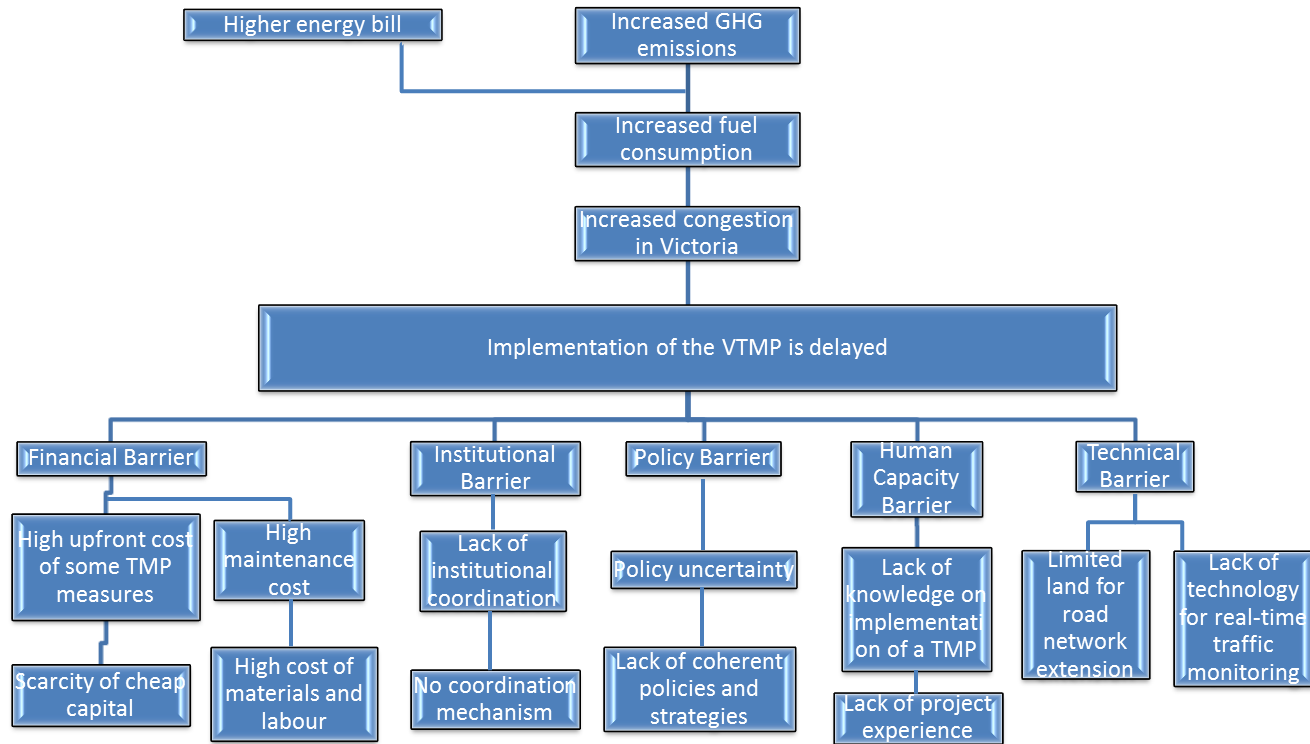 Higher energy bill
Increased GHG
emissions
Increased fuel
consumption
Increased congestion
in Victoria
Implementation of the VTMP is delayed
Financial Barrier
Institutional
Barrier
Policy Barrier
Human
Capacity
Barrier
Technical
Barrier
High upfront cost
of some TMP
measures
High
maintenance
cost
Lack of
institutional
coordination
Policy uncertainty
Lack of
knowledge on
implementati
on of a TMP
Limited
land for
road
network
extension
Lack of
technology
for real-time
traffic
monitoring
Scarcity of cheap
capital
High cost of
materials and
labour
No coordination
mechanism
Lack of coherent
policies and
strategies
Lack of project
experience